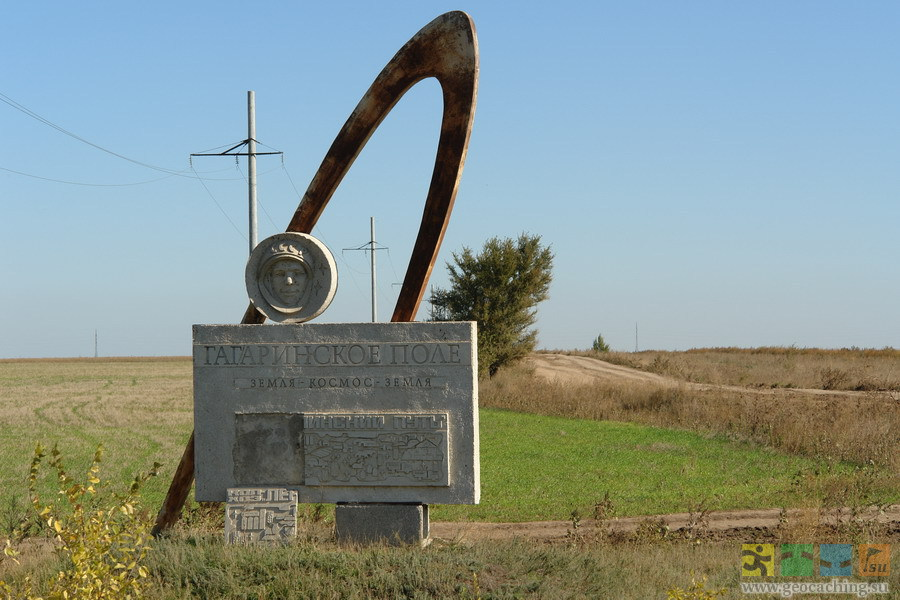 ГАГАРИНСКОЕ ПОЛЕ
ЗЕМЛЯ-КОСМОС-ЗЕМЛЯ
www.geocaching.su